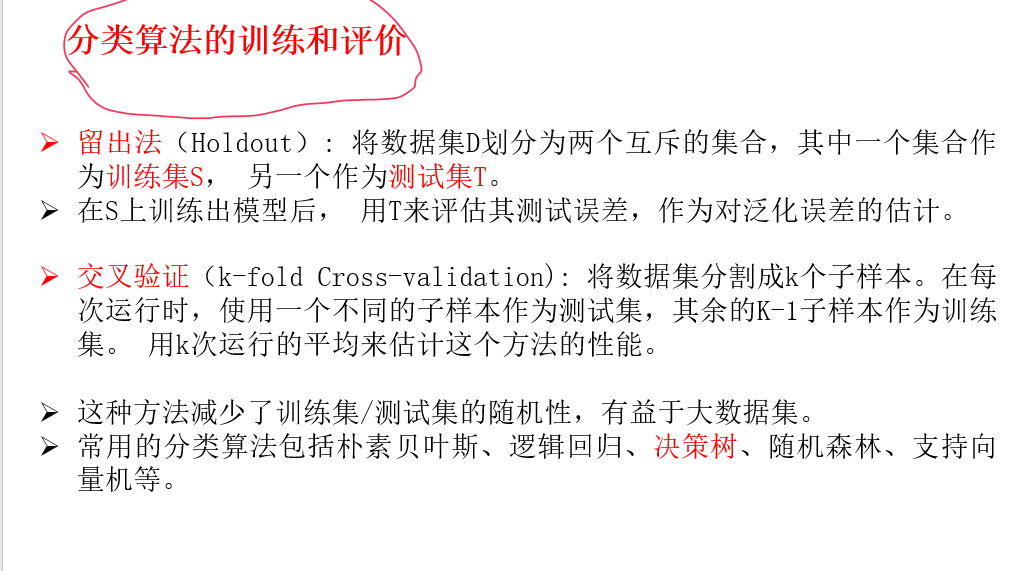 分类算法的训练和评价
➢ 留出法（Holdout）: 将数据集D划分为两个互斥的集合，其中一个集合作
为训练集S， 另一个作为测试集T。
➢ 在S上训练出模型后， 用T来评估其测试误差，作为对泛化误差的估计。
➢ 交叉验证（k-fold Cross-validation): 将数据集分割成k个子样本。在每
次运行时，使用一个不同的子样本作为测试集，其余的K-1子样本作为训练
集。 用k次运行的平均来估计这个方法的性能。
➢ 这种方法减少了训练集/测试集的随机性，有益于大数据集。
➢ 常用的分类算法包括朴素贝叶斯、逻辑回归、决策树、随机森林、支持向
量机等。